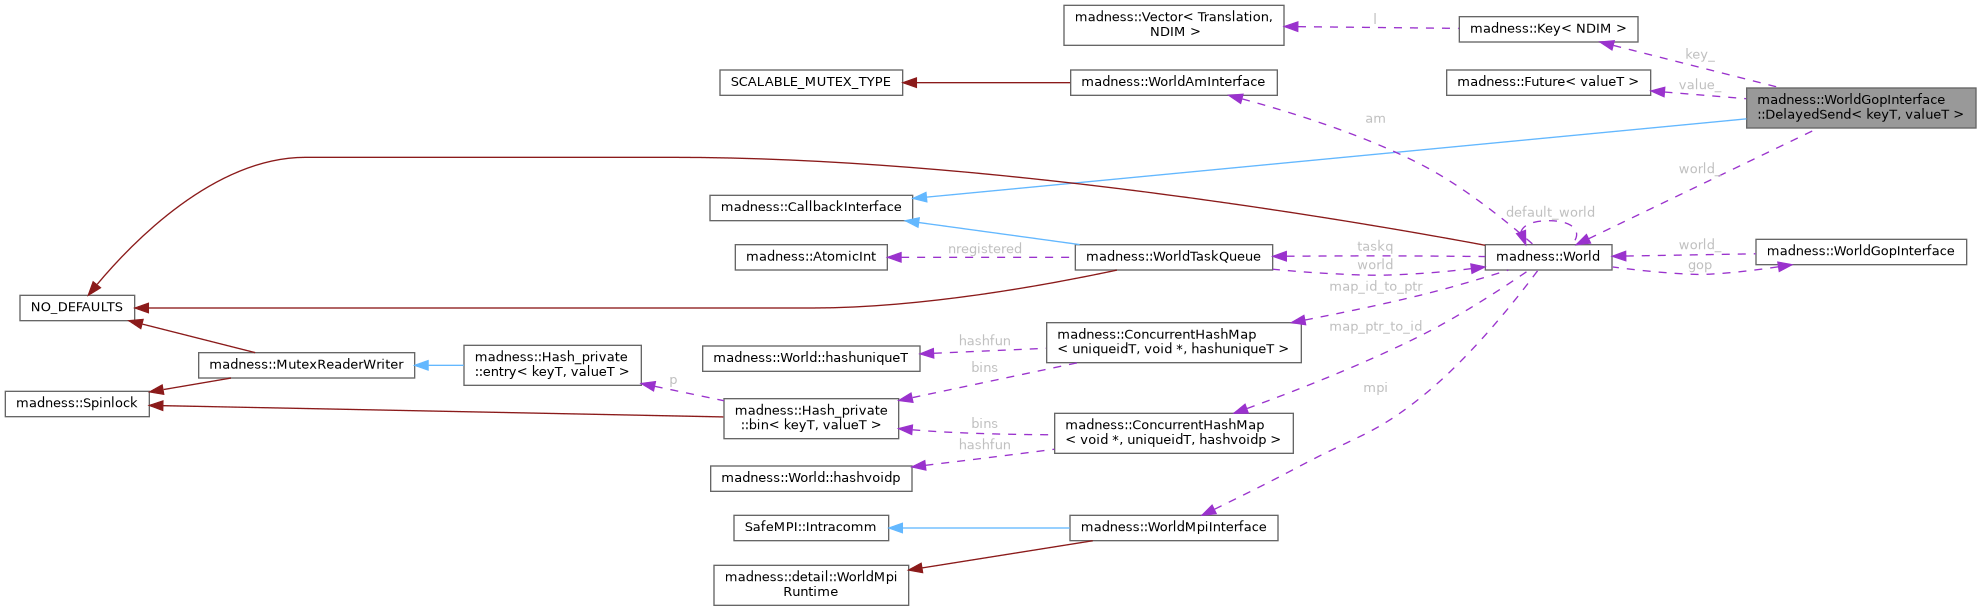 madness::Vector< Translation,
NDIM >
l
madness::Key< NDIM >
key_
SCALABLE_MUTEX_TYPE
madness::WorldAmInterface
madness::Future< valueT >
value_
madness::WorldGopInterface
::DelayedSend< keyT, valueT >
am
world_
madness::CallbackInterface
default_world
nregistered
taskq
world_
madness::AtomicInt
madness::WorldTaskQueue
madness::World
madness::WorldGopInterface
world
gop
map_id_to_ptr
NO_DEFAULTS
map_ptr_to_id
madness::ConcurrentHashMap
< uniqueidT, void *, hashuniqueT >
hashfun
madness::World::hashuniqueT
madness::MutexReaderWriter
madness::Hash_private
::entry< keyT, valueT >
bins
p
mpi
madness::Spinlock
madness::Hash_private
::bin< keyT, valueT >
bins
madness::ConcurrentHashMap
< void *, uniqueidT, hashvoidp >
hashfun
madness::World::hashvoidp
SafeMPI::Intracomm
madness::WorldMpiInterface
madness::detail::WorldMpi
Runtime